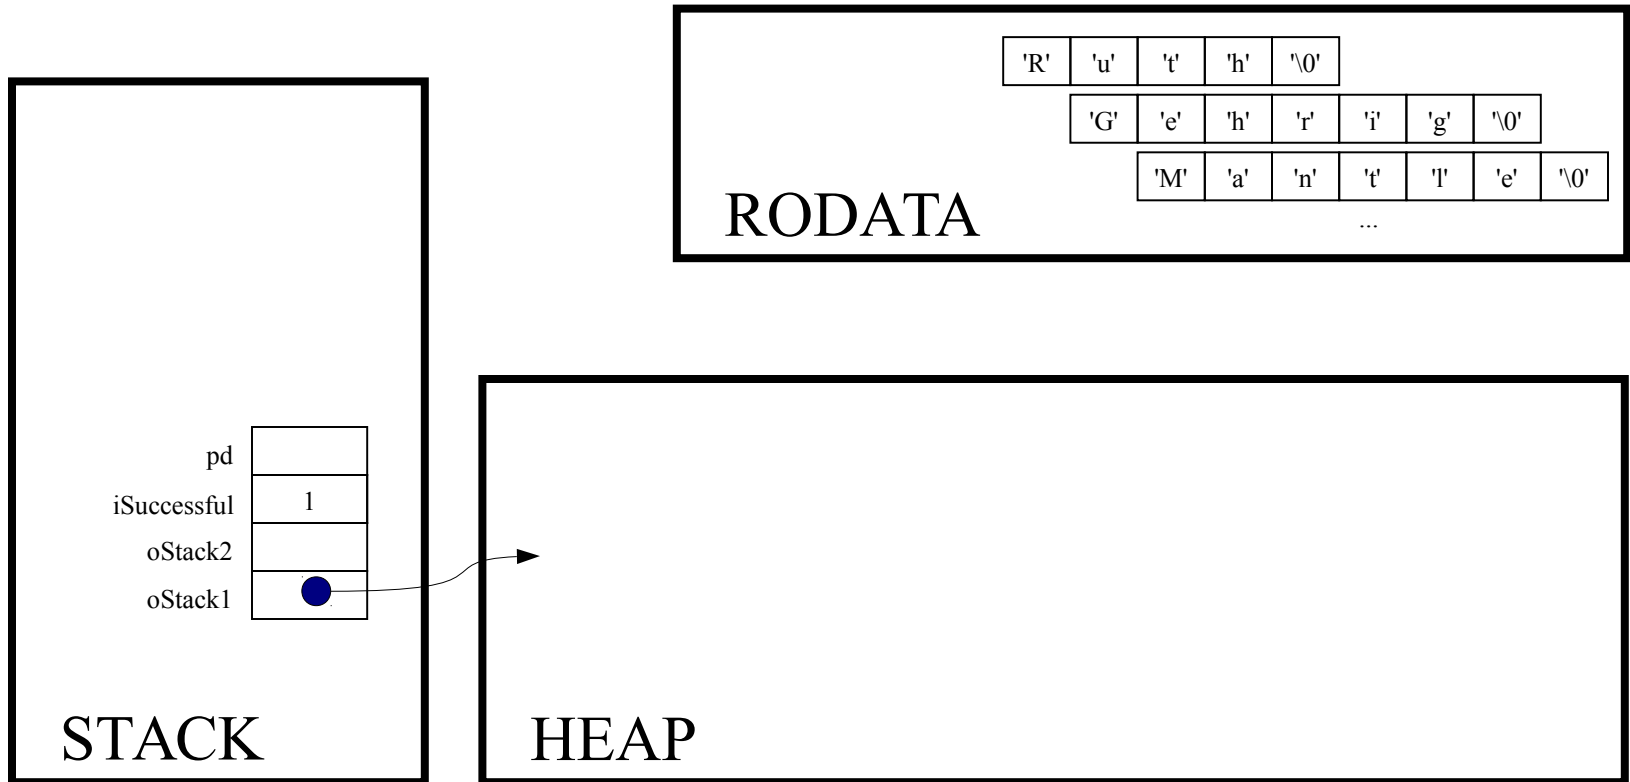 'R' 'u' 't' 'h' '\0'
'G' 'e' 'h' 'r' 'i' 'g' '\0'
'M' 'a' 'n' 't' 'l' 'e' '\0'
...
RODATA
pd
iSuccessful 1
oStack2
oStack1
STACK
HEAP